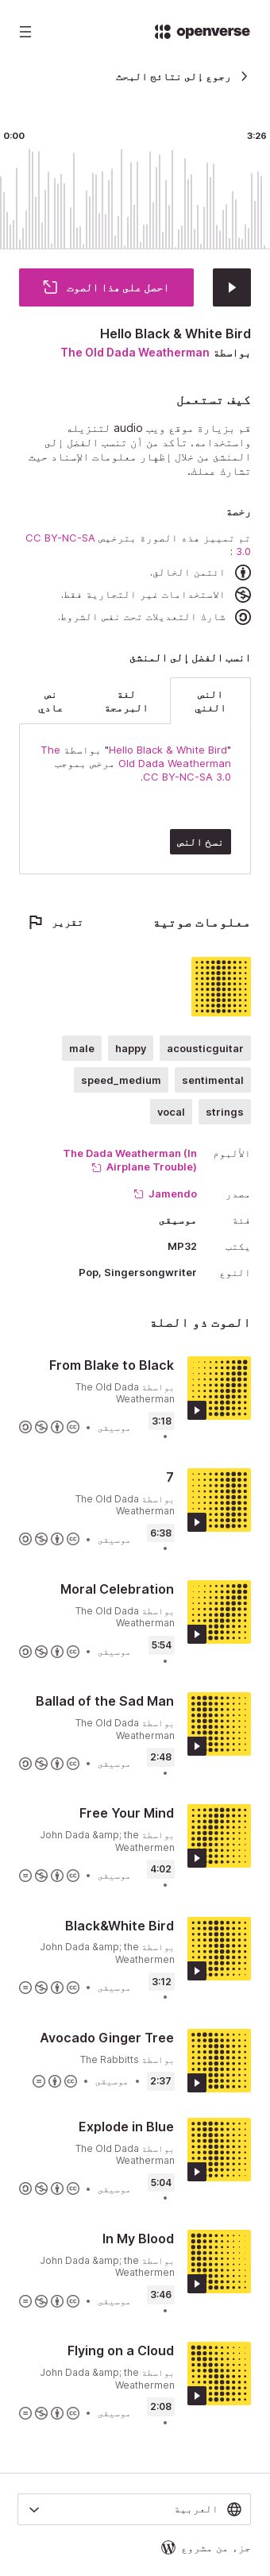 openverse
رجوع إلى نتائج البحث
0:00
3:26
احصل على هذا الصوت
Hello Black & White Bird
بواسطة The Old Dada Weatherman
كيف تستعمل
قم بزيارة موقع ويب audio لتنزيله
واستخدامه. تأكد من أن تنسب الفضل إلى
المنشئ من خلال إظهار معلومات الإسناد حيث
تشارك عملك.
رخصة
تم تمييز هذه الصورة بترخيص CC BY-NC-SA
3.0 :
ائتمن الخالق.
الاستخدامات غير التجارية فقط.
شارك التعديلات تحت نفس الشروط.
انسب الفضل إلى المنشئ
النص الغني
لغة البرمجة
نص عادي
"Hello Black & White Bird" بواسطة The
Old Dada Weatherman مرخص بموجب
CC BY-NC-SA 3.0.
نسخ النص
معلومات صوتية
تقرير
acousticguitar
happy
male
sentimental
speed_medium
strings
vocal
الألبوم
The Dada Weatherman (In
Airplane Trouble)
مصدر
Jamendo
فئة
موسيقى
يكتب
MP32
النوع
Pop, Singersongwriter
الصوت ذو الصلة
From Blake to Black
بواسطة The Old Dada
Weatherman
3:18 • موسيقى •
7
بواسطة The Old Dada
Weatherman
6:38 • موسيقى •
Moral Celebration
بواسطة The Old Dada
Weatherman
5:54 • موسيقى •
Ballad of the Sad Man
بواسطة The Old Dada
Weatherman
2:48 • موسيقى •
Free Your Mind
بواسطة John Dada &amp; the
Weathermen
4:02 • موسيقى •
Black&White Bird
بواسطة John Dada &amp; the
Weathermen
3:12 • موسيقى •
Avocado Ginger Tree
بواسطة The Rabbitts
2:37 • موسيقى •
Explode in Blue
بواسطة The Old Dada
Weatherman
5:04 • موسيقى •
In My Blood
بواسطة John Dada &amp; the
Weathermen
3:46 • موسيقى •
Flying on a Cloud
بواسطة John Dada &amp; the
Weathermen
2:08 • موسيقى •
العربية
جزء من مشروع